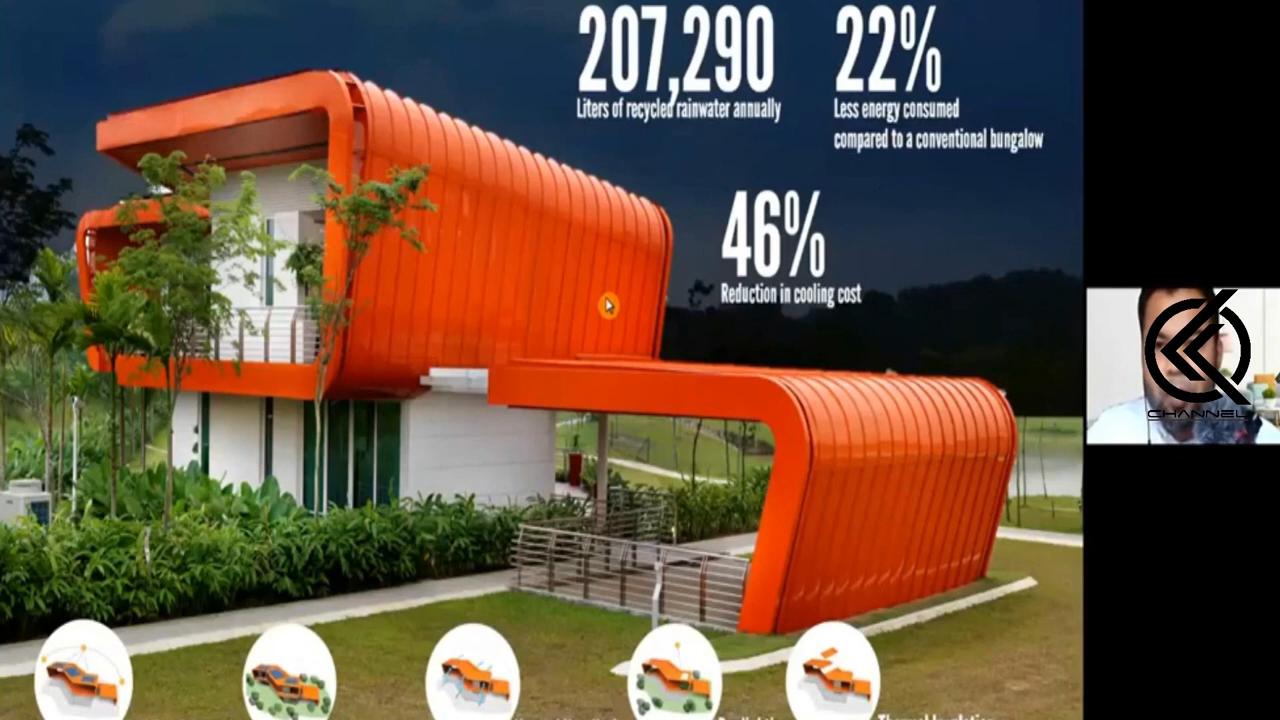 207,290
Liters of recycled rainwater annually
22%
Less energy consumed
compared to a conventional bungalow
46%
Reduction in cooling cost
CHANNEL